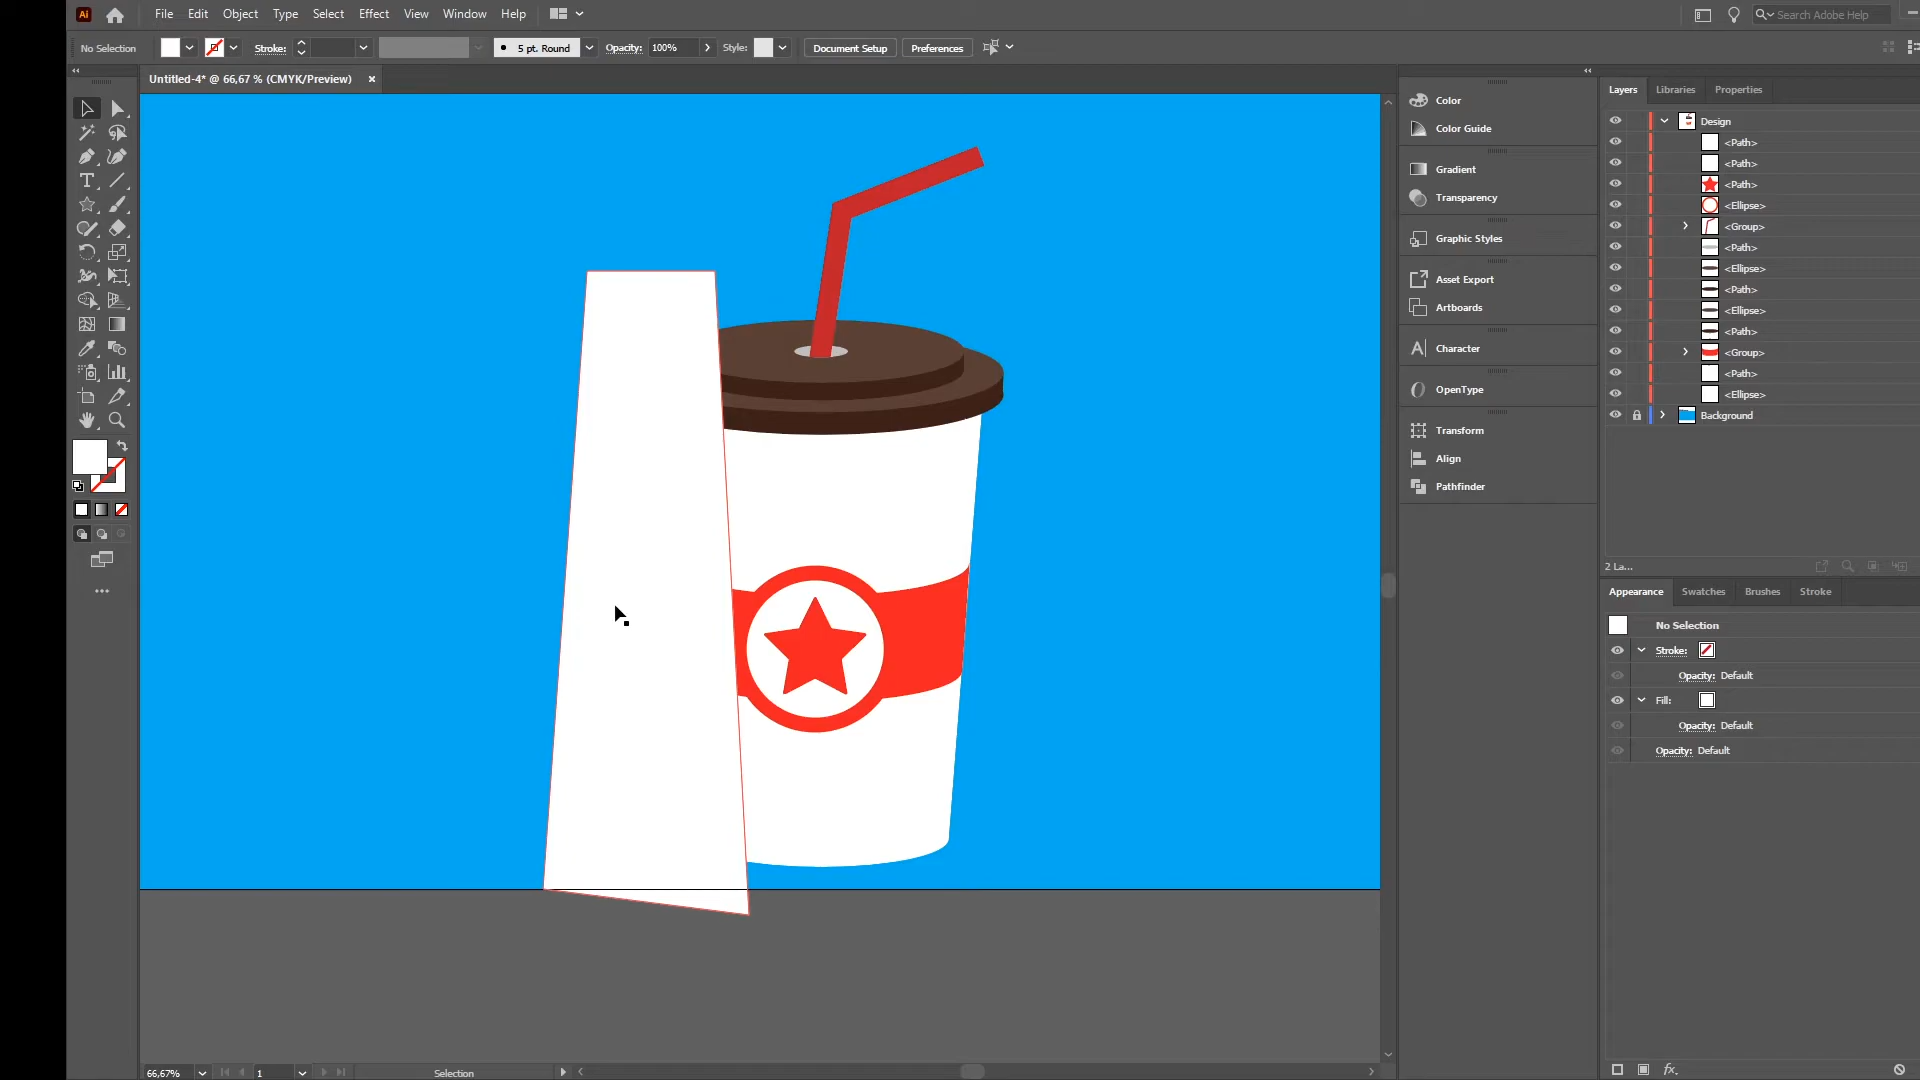 Ai File Edit Object Type Select Effect View Window Help Search Adobe Help
No Selection Stroke: 5 pt. Round Opacity: 100% Style: Document Setup Preferences
Untitled-4* @ 66,67 % (CMYK/Preview) ×
Color
Color Guide
Gradient
Transparency
Graphic Styles
Asset Export
Artboards
Character
OpenType
Transform
Align
Pathfinder
Layers Libraries Properties
Design
<Path>
<Path>
<Path>
<Ellipse>
<Group>
<Path>
<Ellipse>
<Path>
<Ellipse>
<Path>
<Group>
<Path>
<Ellipse>
Background
2 La...
Appearance Swatches Brushes Stroke
No Selection
Stroke:
Opacity: Default
Fill:
Opacity: Default
Opacity: Default
fx.
66,67% 1 Selection